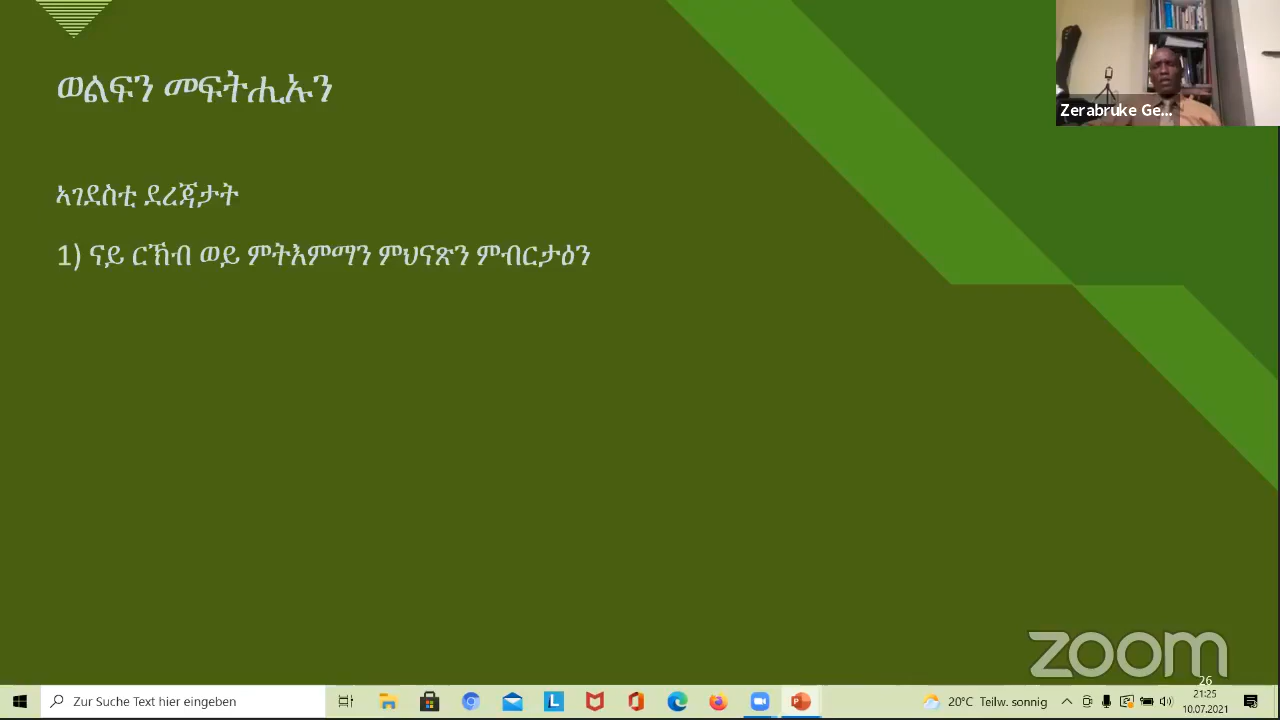 ወልፍን መፍትሒኡን
Zerabruke Ge...
ኣገደስቲ ደረጃታት
1) ናይ ርኽብ ወይ ምትእምማን ምህናጽን ምብርታዕን
zoom
26
Zur Suche Text hier eingeben
20°C Teilw. sonnig
21:25
10.07.2021